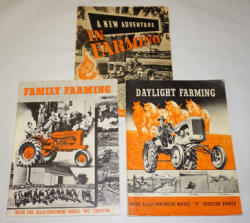 A NEW ADVENTURE
IN
FARMING
FAMILY FARMING
WITH THE ALLIS-CHALMERS MODEL "WC" TRACTOR
DAYLIGHT FARMING
WITH ALLIS-CHALMERS MODEL "B" TRACTOR POWER